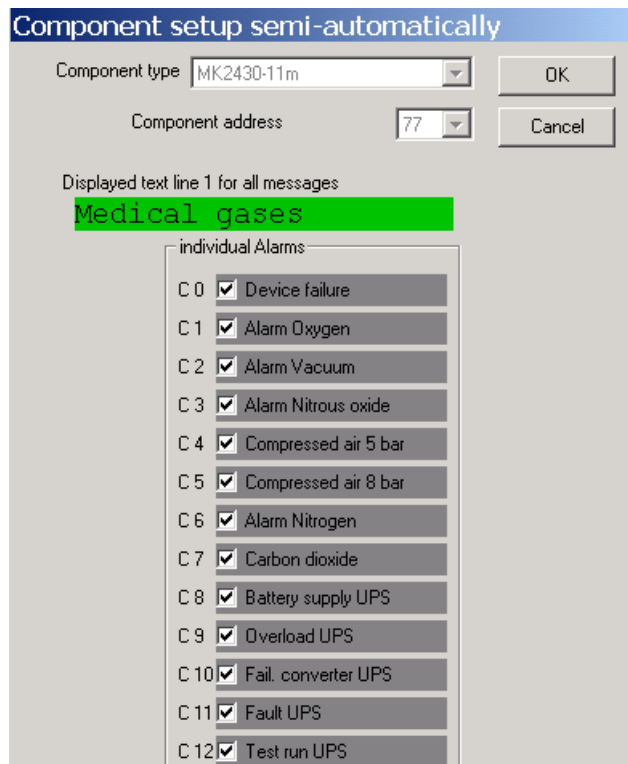 Component setup semi-automatically
Component type MK2430-11m OK
Component address 77 Cancel
Displayed text line 1 for all messages
Medical gases
individual Alarms
C 0 Device failure
C 1 Alarm Oxygen
C 2 Alarm Vacuum
C 3 Alarm Nitrous oxide
C 4 Compressed air 5 bar
C 5 Compressed air 8 bar
C 6 Alarm Nitrogen
C 7 Carbon dioxide
C 8 Battery supply UPS
C 9 Overload UPS
C 10 Fail. converter UPS
C 11 Fault UPS
C 12 Test run UPS